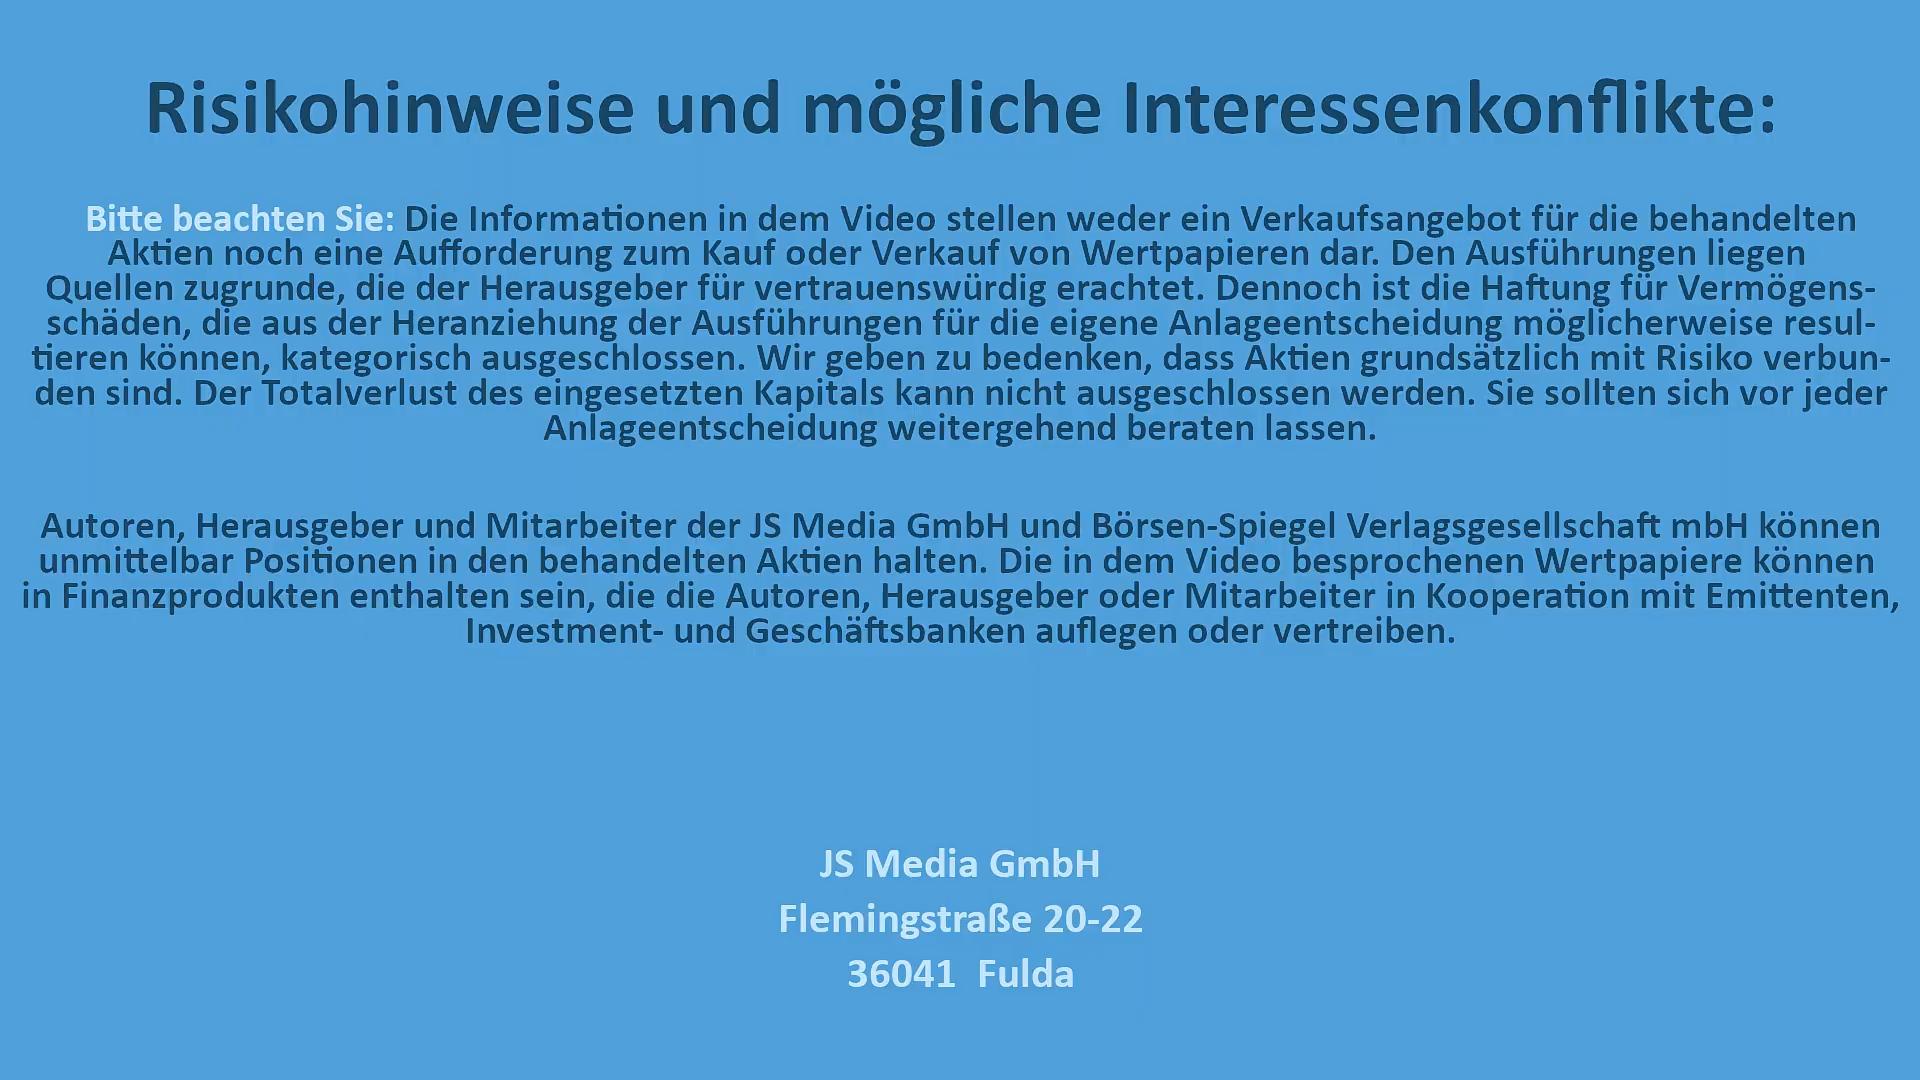 Risikohinweise und mögliche Interessenkonflikte:
Bitte beachten Sie: Die Informationen in dem Video stellen weder ein Verkaufsangebot für die behandelten
Aktien noch eine Aufforderung zum Kauf oder Verkauf von Wertpapieren dar. Den Ausführungen liegen
Quellen zugrunde, die der Herausgeber für vertrauenswürdig erachtet. Dennoch ist die Haftung für Vermögens-
schäden, die aus der Heranziehung der Ausführungen für die eigene Anlageentscheidung möglicherweise resul-
tieren können, kategorisch ausgeschlossen. Wir geben zu bedenken, dass Aktien grundsätzlich mit Risiko verbun-
den sind. Der Totalverlust des eingesetzten Kapitals kann nicht ausgeschlossen werden. Sie sollten sich vor jeder
Anlageentscheidung weitergehend beraten lassen.
Autoren, Herausgeber und Mitarbeiter der JS Media GmbH und Börsen-Spiegel Verlagsgesellschaft mbH können
unmittelbar Positionen in den behandelten Aktien halten. Die in dem Video besprochenen Wertpapiere können
in Finanzprodukten enthalten sein, die die Autoren, Herausgeber oder Mitarbeiter in Kooperation mit Emittenten,
Investment- und Geschäftsbanken auflegen oder vertreiben.
JS Media GmbH
Flemingstraße 20-22
36041  Fulda